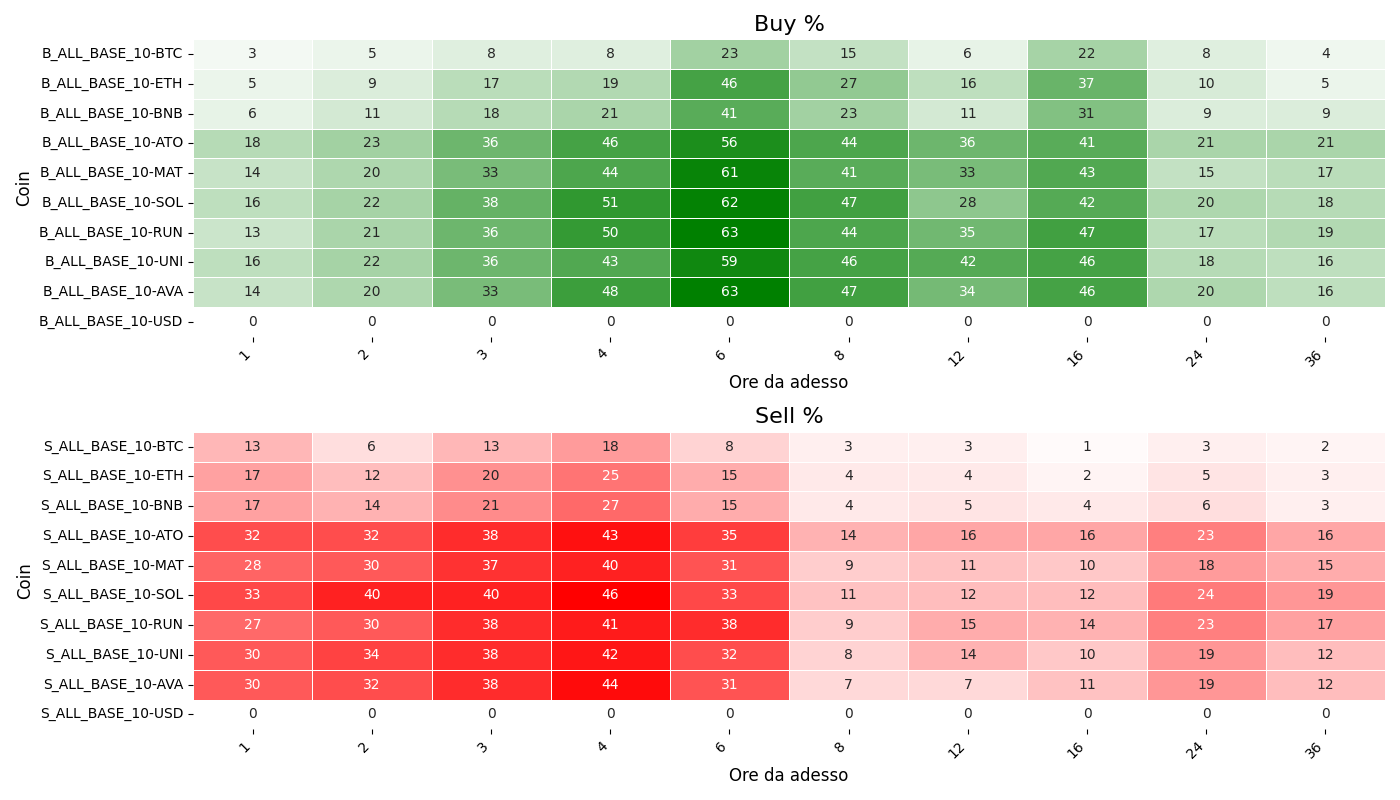 Buy %
Coin
B_ALL_BASE_10-BTC 3 5 8 8 23 15 6 22 8 4
B_ALL_BASE_10-ETH 5 9 17 19 46 27 16 37 10 5
B_ALL_BASE_10-BNB 6 11 18 21 41 23 11 31 9 9
B_ALL_BASE_10-ATO 18 23 36 46 56 44 36 41 21 21
B_ALL_BASE_10-MAT 14 20 33 44 61 41 33 43 15 17
B_ALL_BASE_10-SOL 16 22 38 51 62 47 28 42 20 18
B_ALL_BASE_10-RUN 13 21 36 50 63 44 35 47 17 19
B_ALL_BASE_10-UNI 16 22 36 43 59 46 42 46 18 16
B_ALL_BASE_10-AVA 14 20 33 48 63 47 34 46 20 16
B_ALL_BASE_10-USD 0 0 0 0 0 0 0 0 0 0
1 2 3 4 6 8 12 16 24 36
Ore da adesso
Sell %
Coin
S_ALL_BASE_10-BTC 13 6 13 18 8 3 3 1 3 2
S_ALL_BASE_10-ETH 17 12 20 25 15 4 4 2 5 3
S_ALL_BASE_10-BNB 17 14 21 27 15 4 5 4 6 3
S_ALL_BASE_10-ATO 32 32 38 43 35 14 16 16 23 16
S_ALL_BASE_10-MAT 28 30 37 40 31 9 11 10 18 15
S_ALL_BASE_10-SOL 33 40 40 46 33 11 12 12 24 19
S_ALL_BASE_10-RUN 27 30 38 41 38 9 15 14 23 17
S_ALL_BASE_10-UNI 30 34 38 42 32 8 14 10 19 12
S_ALL_BASE_10-AVA 30 32 38 44 31 7 7 11 19 12
S_ALL_BASE_10-USD 0 0 0 0 0 0 0 0 0 0
1 2 3 4 6 8 12 16 24 36
Ore da adesso